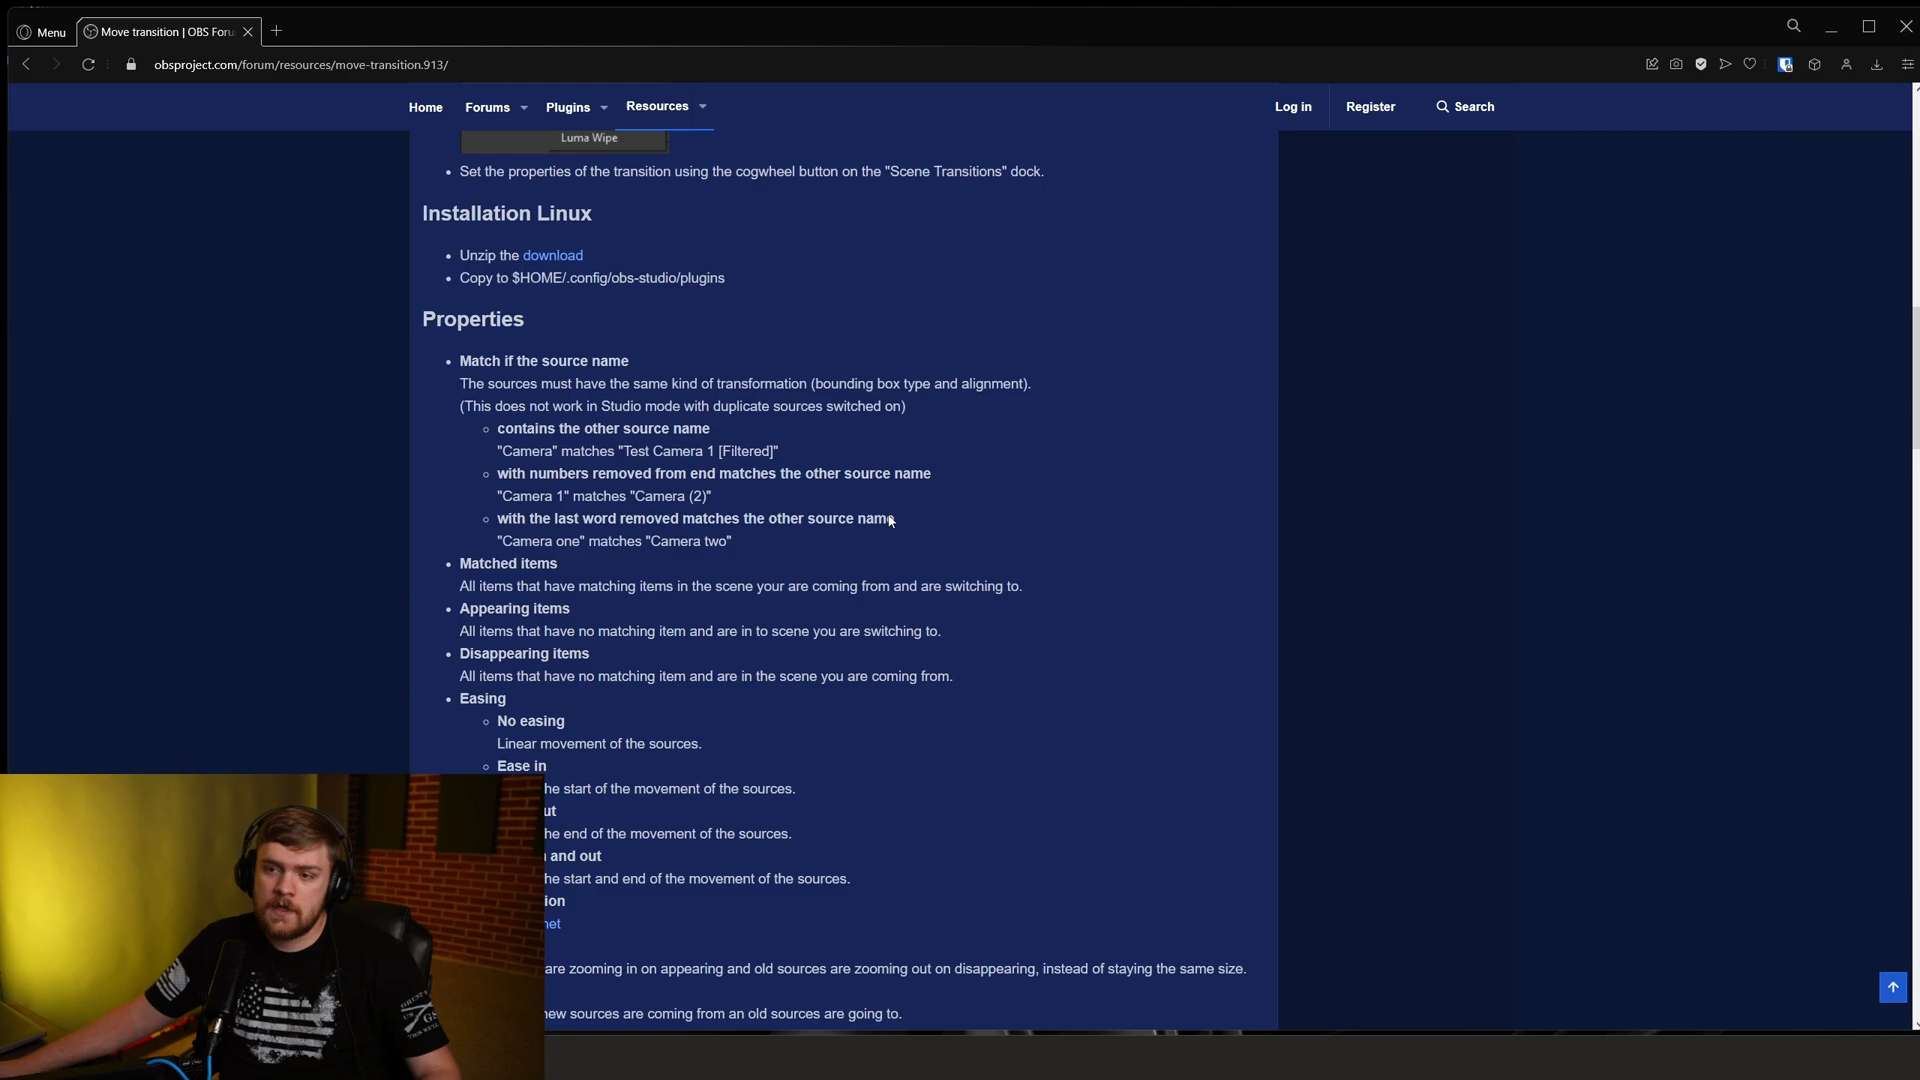 Menu
Move transition | OBS Foru
obsproject.com/forum/resources/move-transition.913/
Home Forums Plugins Resources Log in Register Search
Luma Wipe
• Set the properties of the transition using the cogwheel button on the "Scene Transitions" dock.
Installation Linux
• Unzip the download
• Copy to $HOME/.config/obs-studio/plugins
Properties
• Match if the source name
The sources must have the same kind of transformation (bounding box type and alignment).
(This does not work in Studio mode with duplicate sources switched on)
◦ contains the other source name
"Camera" matches "Test Camera 1 [Filtered]"
◦ with numbers removed from end matches the other source name
"Camera 1" matches "Camera (2)"
◦ with the last word removed matches the other source name
"Camera one" matches "Camera two"
• Matched items
All items that have matching items in the scene your are coming from and are switching to.
• Appearing items
All items that have no matching item and are in to scene you are switching to.
• Disappearing items
All items that have no matching item and are in the scene you are coming from.
• Easing
◦ No easing
Linear movement of the sources.
◦ Ease in
he start of the movement of the sources.
ut
he end of the movement of the sources.
and out
he start and end of the movement of the sources.
ion
net
are zooming in on appearing and old sources are zooming out on disappearing, instead of staying the same size.
ew sources are coming from an old sources are going to.